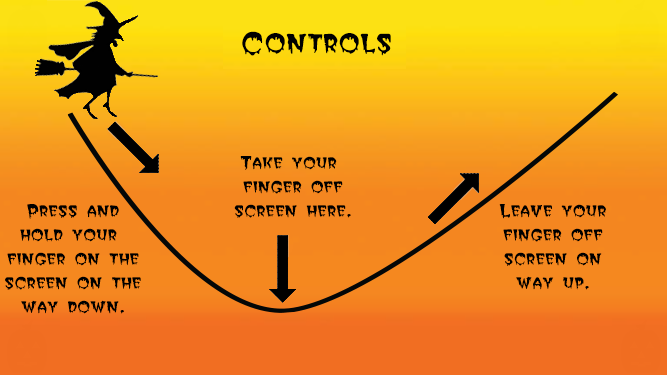 Controls
Take your
finger off
screen here.
Press and
hold your
finger on the
screen on the
way down.
Leave your
finger off
screen on
way up.